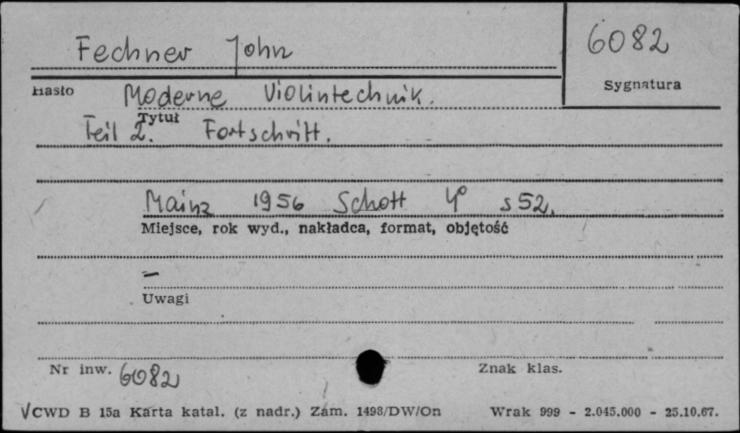 Fechner John
6082
Hasło
Sygnatura
Moderne Violintechnik.
Tytuł
Teil 2. Fortschritt.
Mainz 1956 Schott 4° s 52.
Miejsce, rok wyd., nakładca, format, objętość
—
Uwagi
Nr inw. 6082
Znak klas.
CWD B 15a Karta katal. (z nadr.) Zam. 1493/DW/On Wrak 999 - 2.045.000 - 25.10.67.